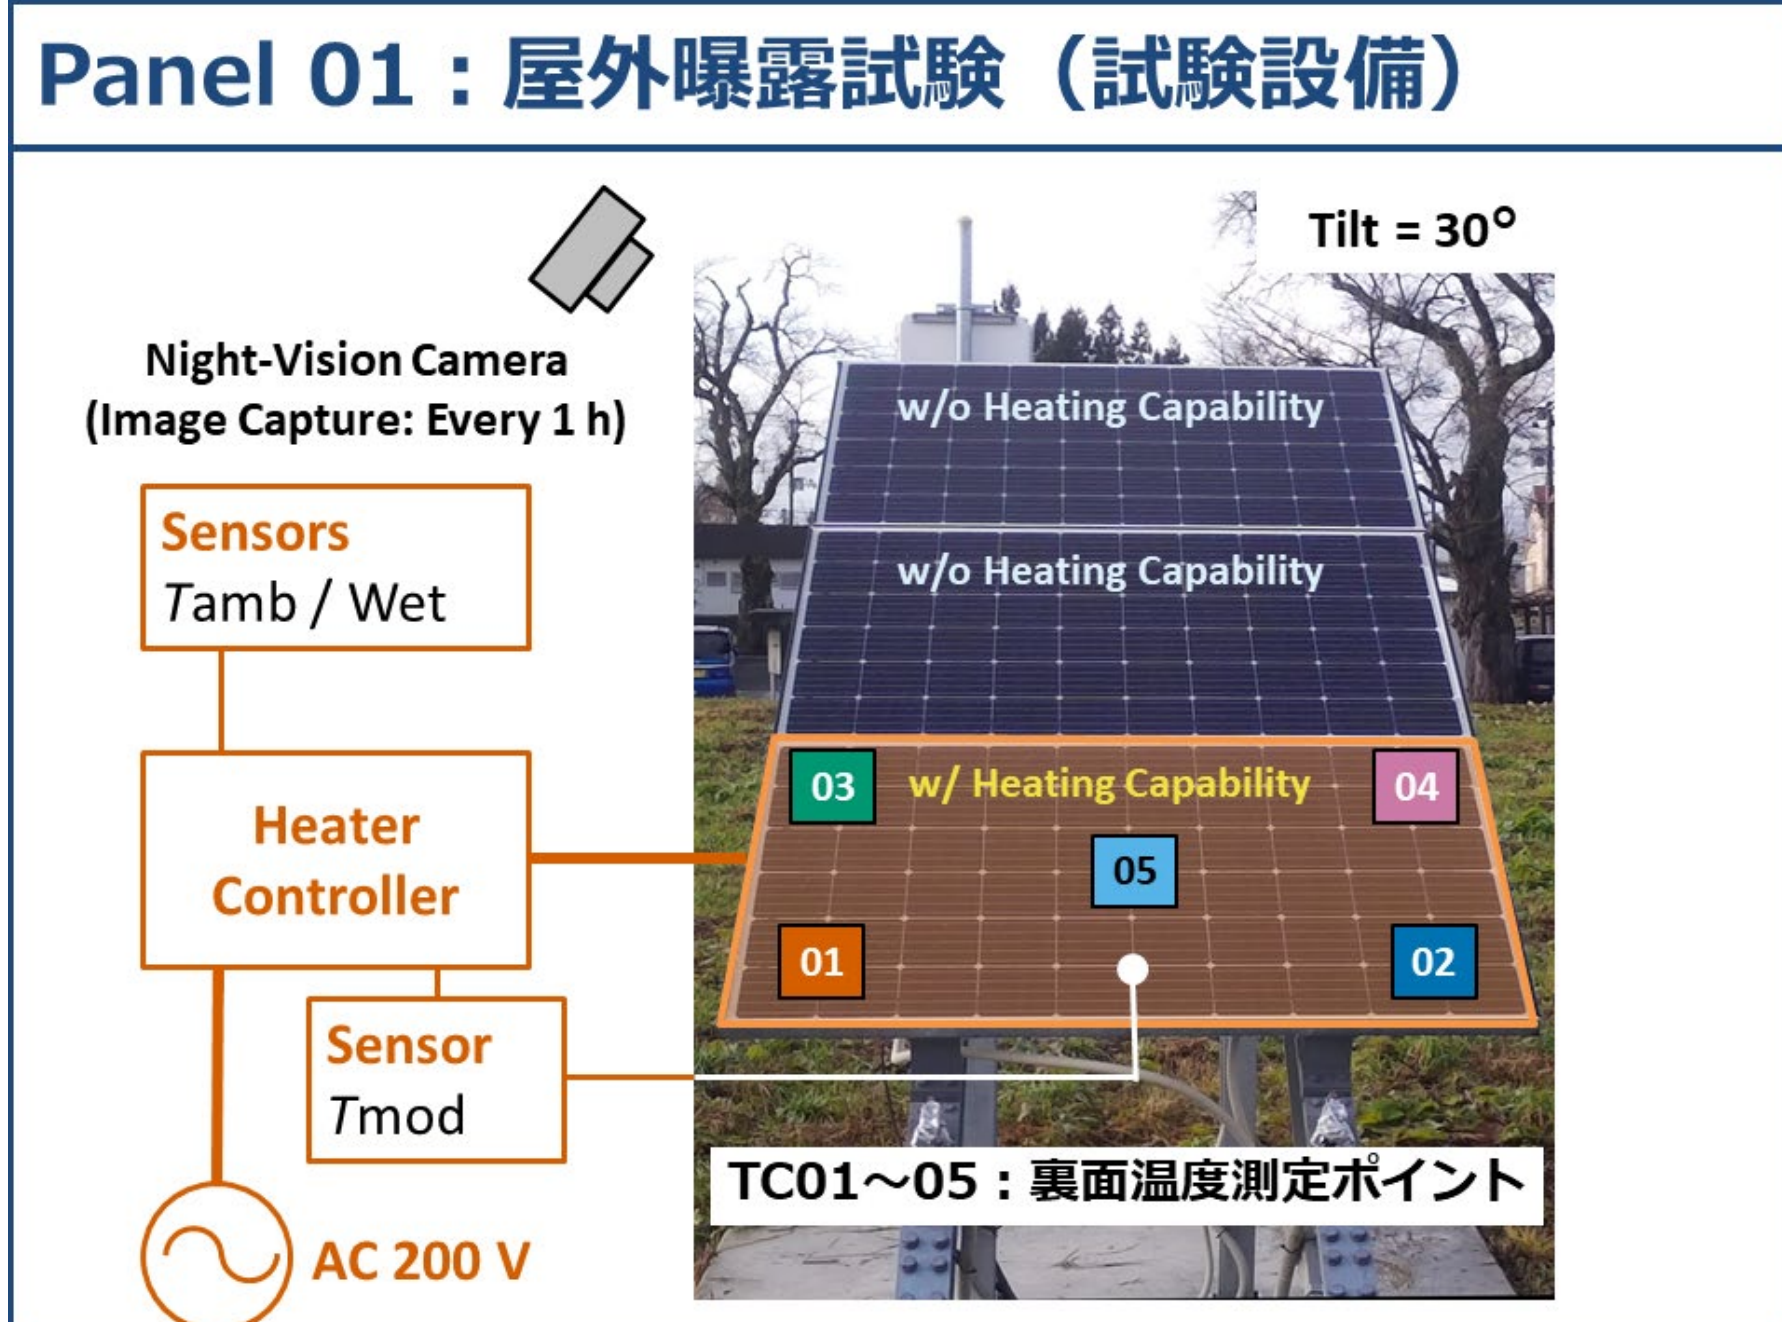 Panel 01：屋外曝露試験（試験設備）
Tilt = 30°
Night-Vision Camera
(Image Capture: Every 1 h)
w/o Heating Capability
Sensors
Tamb / Wet
w/o Heating Capability
03
w/ Heating Capability
04
Heater
Controller
05
01
02
Sensor
Tmod
TC01～05：裏面温度測定ポイント
AC 200 V